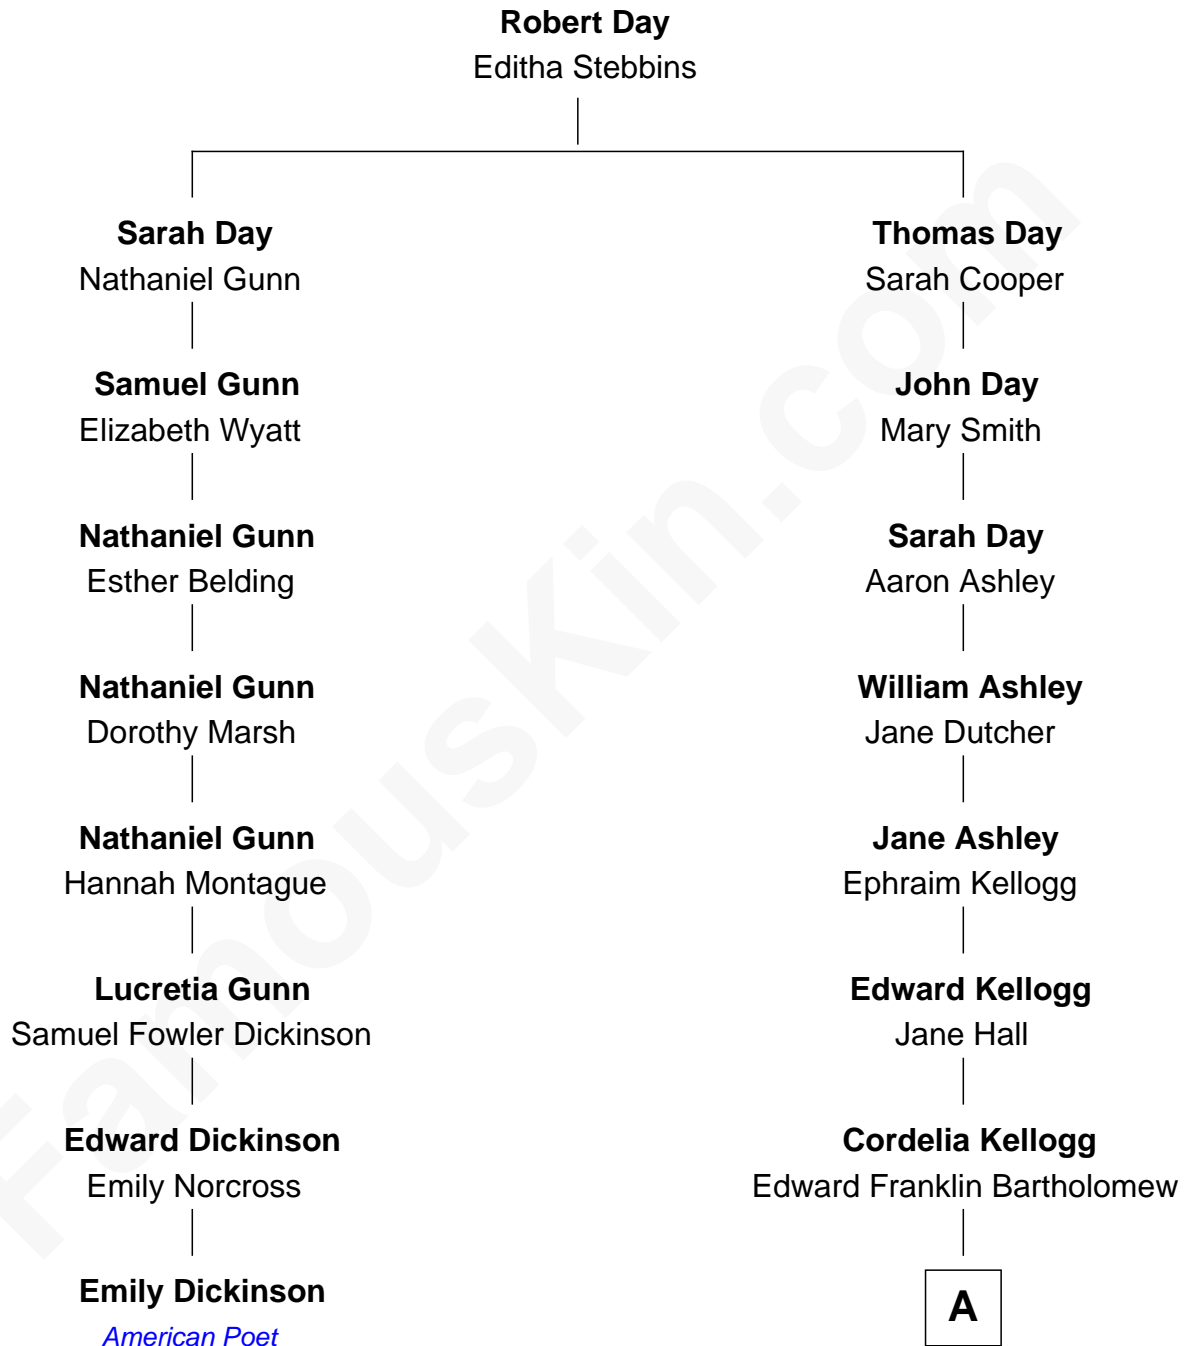 Robert Day
Editha Stebbins
Sarah Day
Nathaniel Gunn
Thomas Day
Sarah Cooper
Samuel Gunn
Elizabeth Wyatt
John Day
Mary Smith
Nathaniel Gunn
Esther Belding
Sarah Day
Aaron Ashley
Nathaniel Gunn
Dorothy Marsh
William Ashley
Jane Dutcher
Nathaniel Gunn
Hannah Montague
Jane Ashley
Ephraim Kellogg
Lucretia Gunn
Samuel Fowler Dickinson
Edward Kellogg
Jane Hall
Edward Dickinson
Emily Norcross
Cordelia Kellogg
Edward Franklin Bartholomew
Emily Dickinson
American Poet
A
FamousKin.com